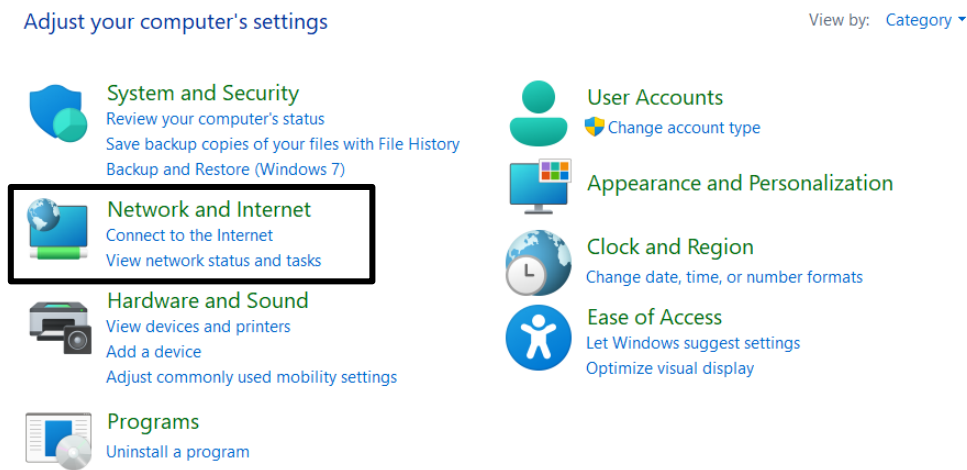 Adjust your computer's settings
View by: Category
System and Security
Review your computer's status
Save backup copies of your files with File History
Backup and Restore (Windows 7)
Network and Internet
Connect to the Internet
View network status and tasks
Hardware and Sound
View devices and printers
Add a device
Adjust commonly used mobility settings
Programs
Uninstall a program
User Accounts
Change account type
Appearance and Personalization
Clock and Region
Change date, time, or number formats
Ease of Access
Let Windows suggest settings
Optimize visual display